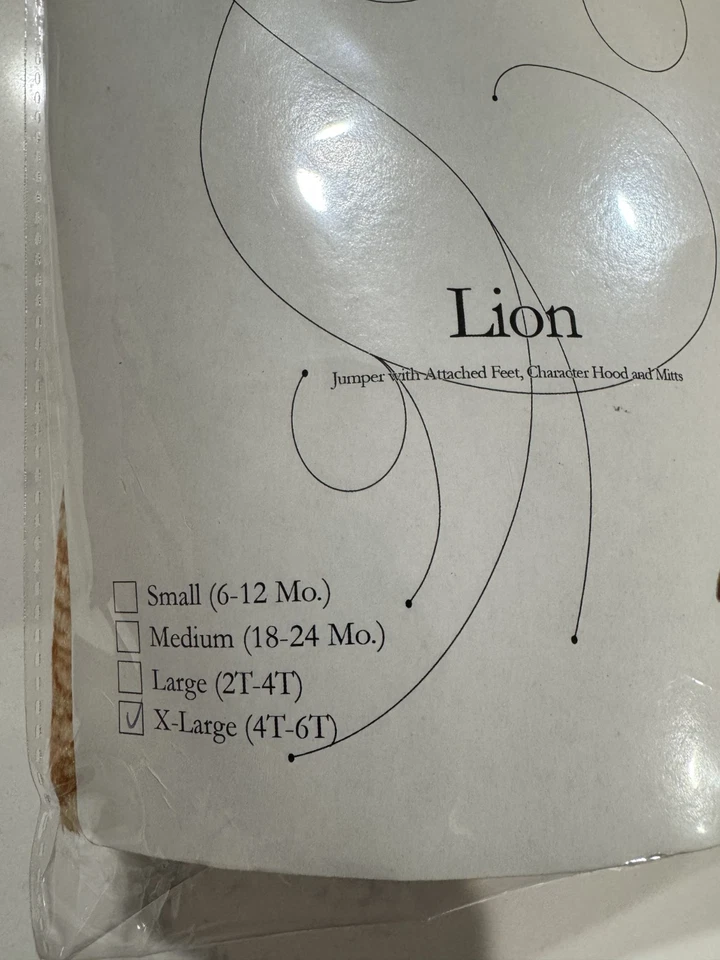 Lion
Jumper with Attached Feet, Character Hood and Mitts
Small (6-12 Mo.)
Medium (18-24 Mo.)
Large (2T-4T)
X-Large (4T-6T)